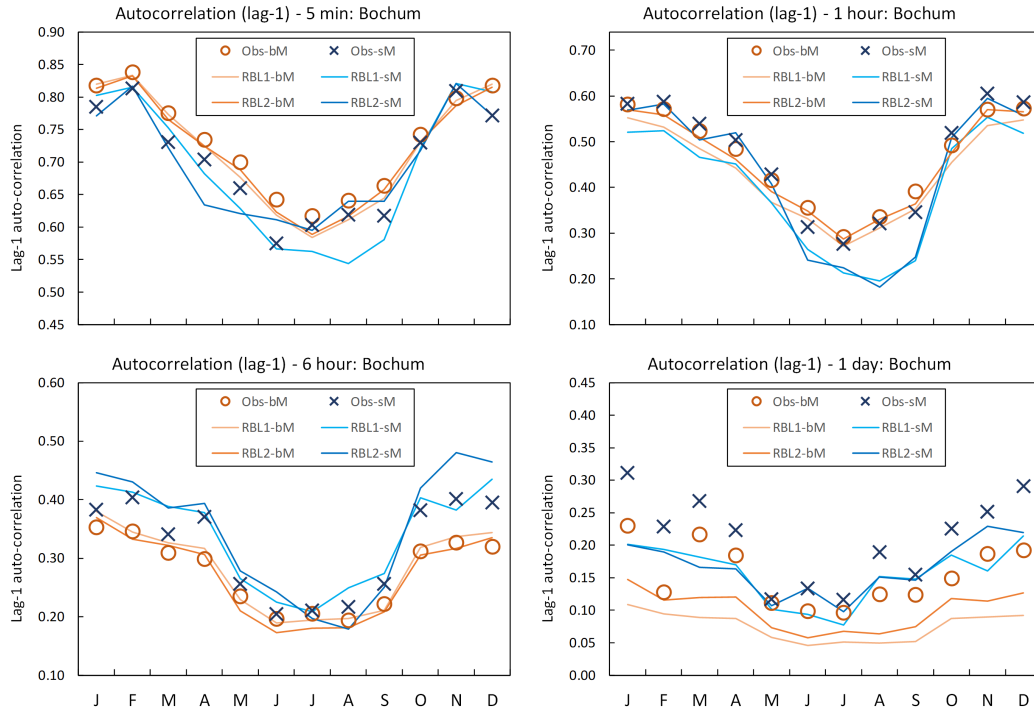 Autocorrelation (lag-1) - 5 min: Bochum
Lag-1 auto-correlation
0.90
0.85
0.80
0.75
0.70
0.65
0.60
0.55
0.50
0.45
Obs-bM Obs-sM
RBL1-bM RBL1-sM
RBL2-bM RBL2-sM
Autocorrelation (lag-1) - 1 hour: Bochum
Lag-1 auto-correlation
0.70
0.60
0.50
0.40
0.30
0.20
0.10
Obs-bM Obs-sM
RBL1-bM RBL1-sM
RBL2-bM RBL2-sM
Autocorrelation (lag-1) - 6 hour: Bochum
Lag-1 auto-correlation
0.60
0.50
0.40
0.30
0.20
0.10
Obs-bM Obs-sM
RBL1-bM RBL1-sM
RBL2-bM RBL2-sM
J F M A M J J A S O N D
Autocorrelation (lag-1) - 1 day: Bochum
Lag-1 auto-correlation
0.45
0.40
0.35
0.30
0.25
0.20
0.15
0.10
0.05
0.00
Obs-bM Obs-sM
RBL1-bM RBL1-sM
RBL2-bM RBL2-sM
J F M A M J J A S O N D